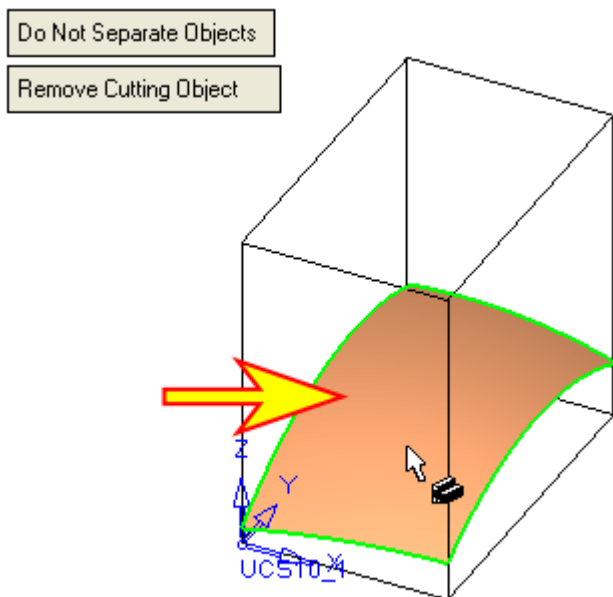 Do Not Separate Objects
Remove Cutting Object
Z
Y
X
UCS10_1